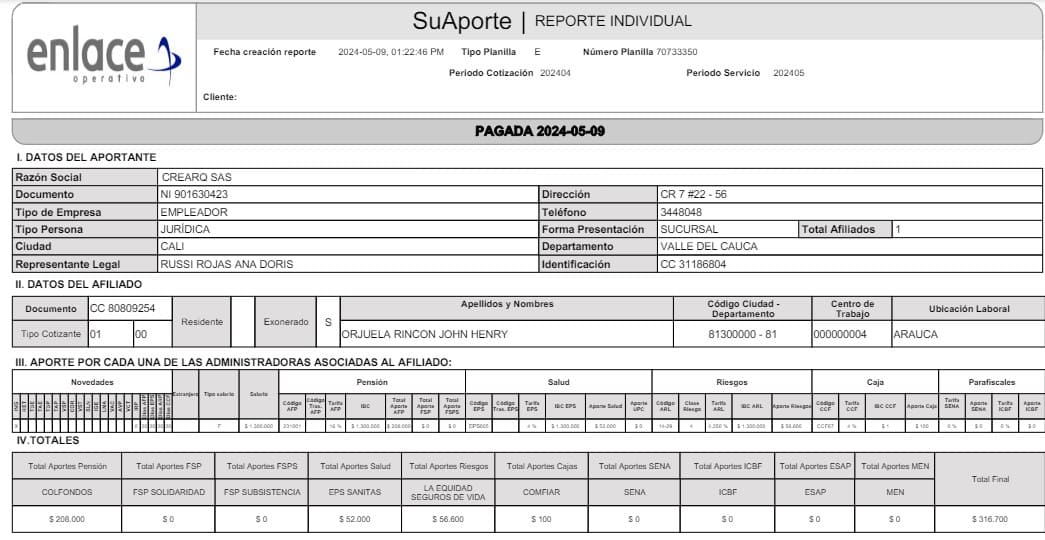 enlace
operativo
SuAporte | REPORTE INDIVIDUAL
Fecha creación reporte 2024-05-09, 01:22:46 PM Tipo Planilla E Número Planilla 70733350
Periodo Cotización 202404 Periodo Servicio 202405
Cliente:
PAGADA 2024-05-09
I. DATOS DEL APORTANTE
Razón Social CREARQ SAS
Documento NI 901630423 Dirección CR 7 #22 - 56
Tipo de Empresa EMPLEADOR Teléfono 3448048
Tipo Persona JURÍDICA Forma Presentación SUCURSAL Total Afiliados 1
Ciudad CALI Departamento VALLE DEL CAUCA
Representante Legal RUSSI ROJAS ANA DORIS Identificación CC 31186804
II. DATOS DEL AFILIADO
Documento CC 80809254 Residente Exonerado S Apellidos y Nombres Código Ciudad - Departamento Centro de Trabajo Ubicación Laboral
Tipo Cotizante 01 00 ORJUELA RINCON JOHN HENRY 81300000 - 81 000000004 ARAUCA
III. APORTE POR CADA UNA DE LAS ADMINISTRADORAS ASOCIADAS AL AFILIADO:
Novedades Extranjero Tipo salario Salario Pensión Salud Riesgos Caja Parafiscales
Código AFP Código Tras. AFP Tarifa AFP IBC Total Aporte AFP Total Aporte FSP Total Aporte FSPS Código EPS Código Tras. EPS Tarifa EPS IBC EPS Aporte Salud Aporte UPC Código ARL Clase Riesgo Tarifa ARL IBC ARL Aporte Riesgos Código CCF Tarifa CCF IBC CCF Aporte Caja Tarifa SENA Aporte SENA Tarifa ICBF Aporte ICBF
F $ 1.300.000 231001 16 % $ 1.300.000 $ 208.000 $ 0 $ 0 EPS005 4 % $ 1.300.000 $ 52.000 $ 0 14-29 4 4.350 % $ 1.300.000 $ 56.600 CCF67 4 % $ 1 $ 100 0 % $ 0 0 % $ 0
IV.TOTALES
Total Aportes Pensión Total Aportes FSP Total Aportes FSPS Total Aportes Salud Total Aportes Riesgos Total Aportes Cajas Total Aportes SENA Total Aportes ICBF Total Aportes ESAP Total Aportes MEN Total Final
COLFONDOS FSP SOLIDARIDAD FSP SUBSISTENCIA EPS SANITAS LA EQUIDAD SEGUROS DE VIDA COMFIAR SENA ICBF ESAP MEN
$ 208.000 $ 0 $ 0 $ 52.000 $ 56.600 $ 100 $ 0 $ 0 $ 0 $ 0 $ 316.700